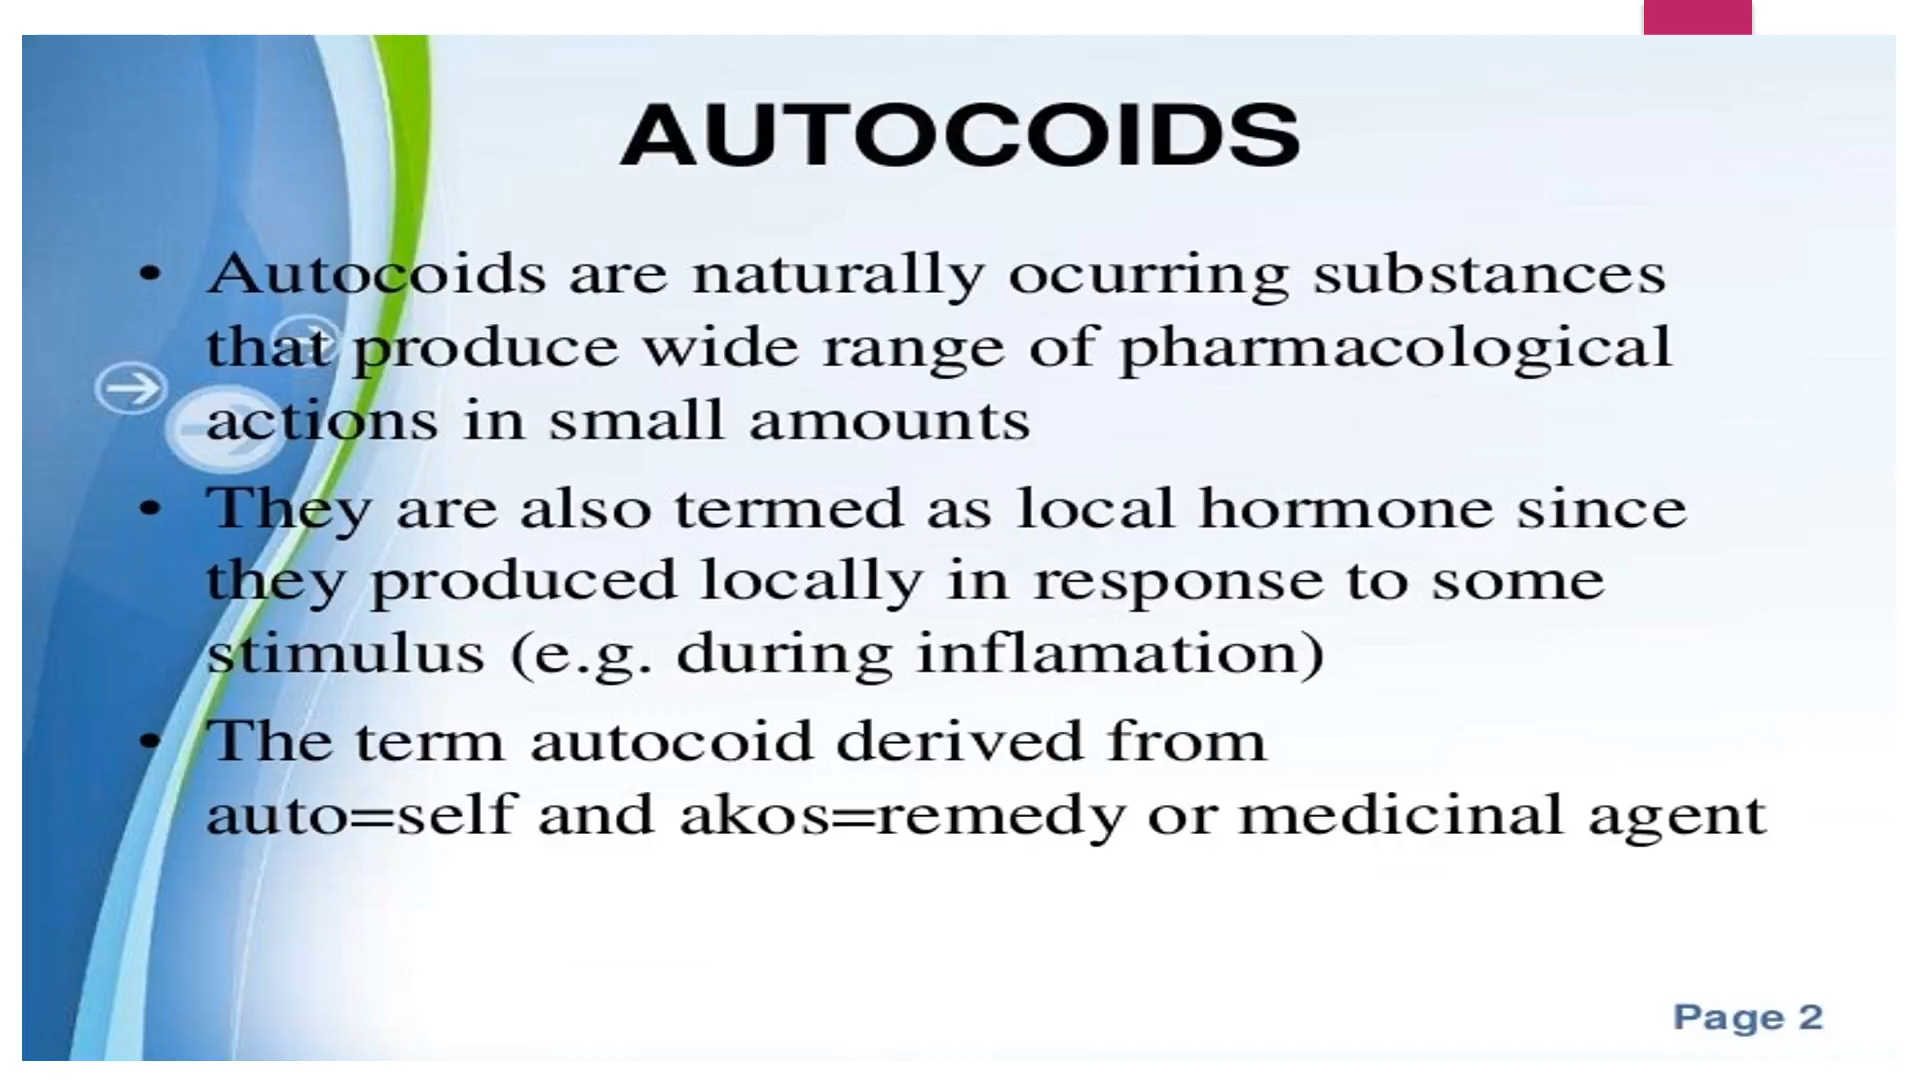 AUTOCOIDS
• Autocoids are naturally ocurring substances
that produce wide range of pharmacological
actions in small amounts
• They are also termed as local hormone since
they produced locally in response to some
stimulus (e.g. during inflamation)
• The term autocoid derived from
auto=self and akos=remedy or medicinal agent
Page 2